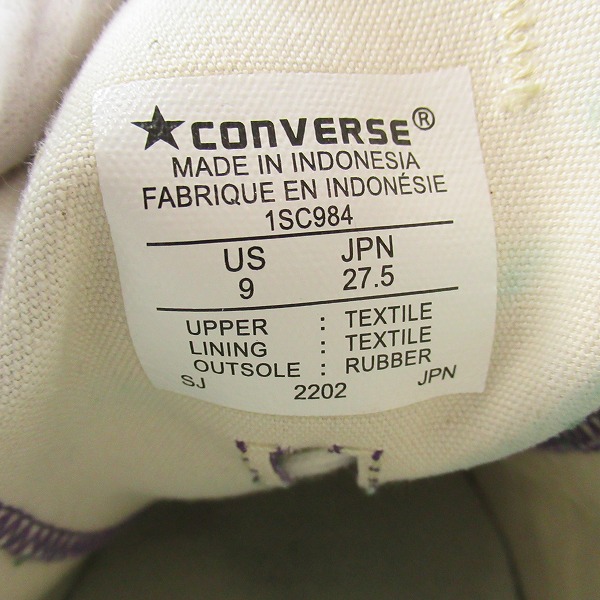 ★CONVERSE®
MADE IN INDONESIA
FABRIQUE EN INDONÉSIE
1SC984
US JPN
9 27.5
UPPER : TEXTILE
LINING : TEXTILE
OUTSOLE : RUBBER
SJ 2202 JPN